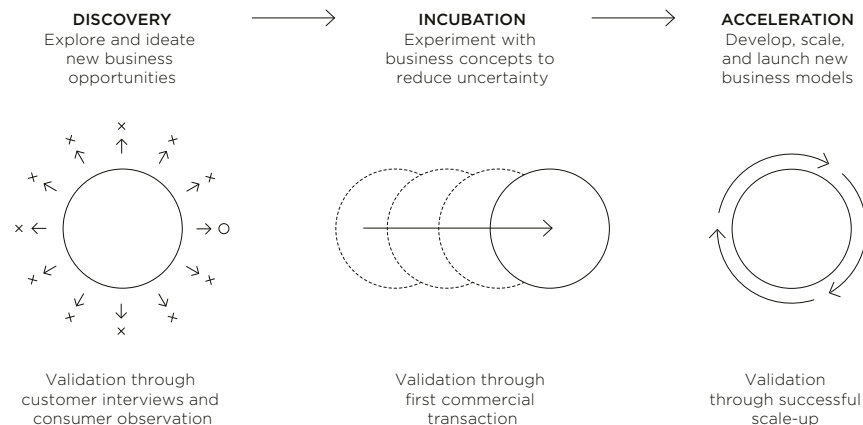 DISCOVERY
Explore and ideate
new business
opportunities
INCUBATION
Experiment with
business concepts to
reduce uncertainty
ACCELERATION
Develop, scale,
and launch new
business models
Validation through
customer interviews and
consumer observation
Validation through
first commercial
transaction
Validation
through successful
scale-up